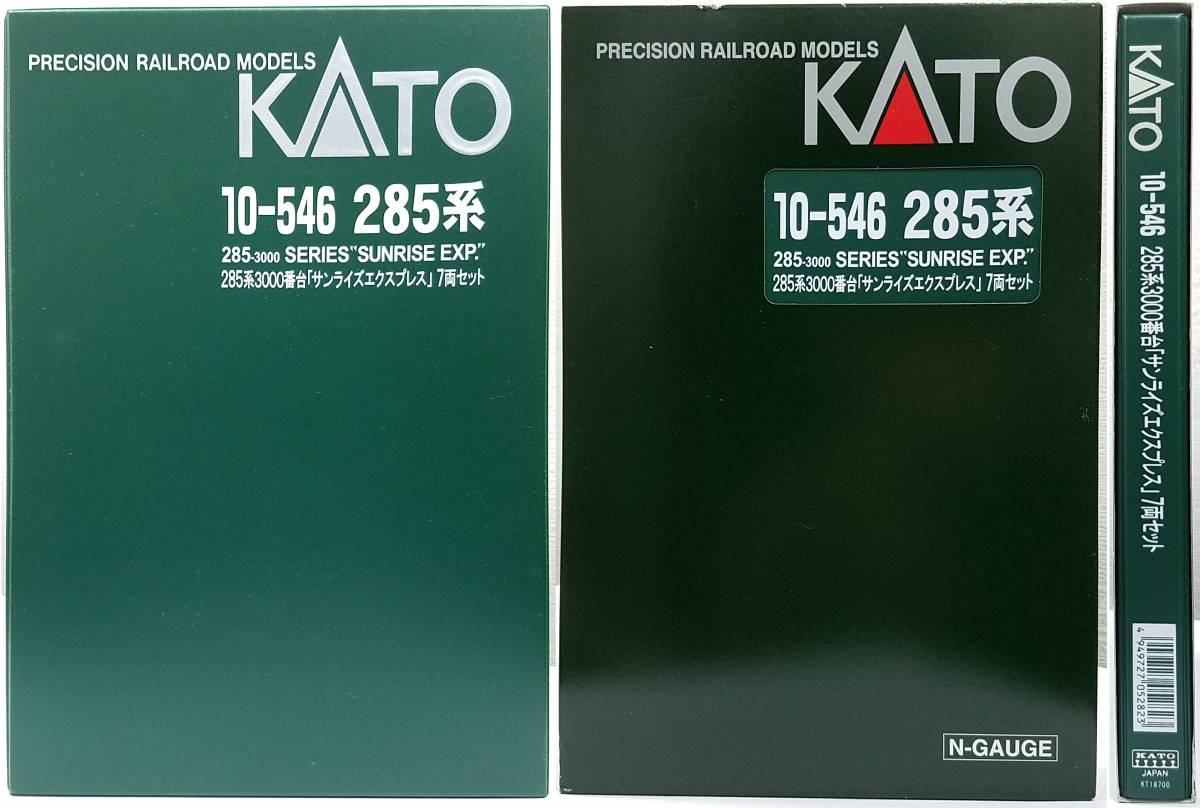 PRECISION RAILROAD MODELS
KATO
10-546 285系
285-3000 SERIES "SUNRISE EXP."
285系3000番台「サンライズエクスプレス」7両セット
PRECISION RAILROAD MODELS
KATO
10-546 285系
285-3000 SERIES "SUNRISE EXP."
285系3000番台「サンライズエクスプレス」7両セット
N-GAUGE
KATO 10-546 285系3000番台「サンライズエクスプレス」7両セット
4 949727 052823
KATO
JAPAN
KTI8700